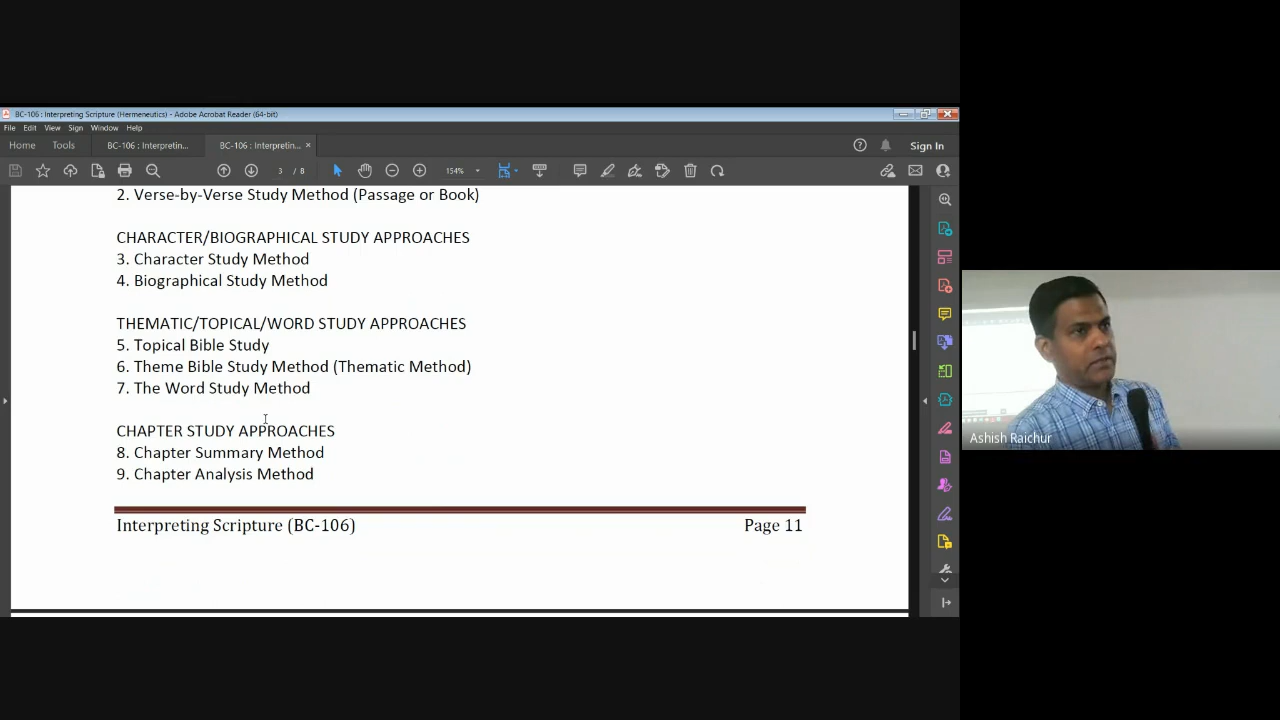 BC-106 : Interpreting Scripture (Hermeneutics) - Adobe Acrobat Reader (64-bit)
File Edit View Sign Window Help
Home Tools BC-106 : Interpretin... BC-106 : Interpretin... × Sign In
3 / 8 154%
2. Verse-by-Verse Study Method (Passage or Book)
CHARACTER/BIOGRAPHICAL STUDY APPROACHES
3. Character Study Method
4. Biographical Study Method
THEMATIC/TOPICAL/WORD STUDY APPROACHES
5. Topical Bible Study
6. Theme Bible Study Method (Thematic Method)
7. The Word Study Method
CHAPTER STUDY APPROACHES
8. Chapter Summary Method
9. Chapter Analysis Method
Interpreting Scripture (BC-106) Page 11
Ashish Raichur